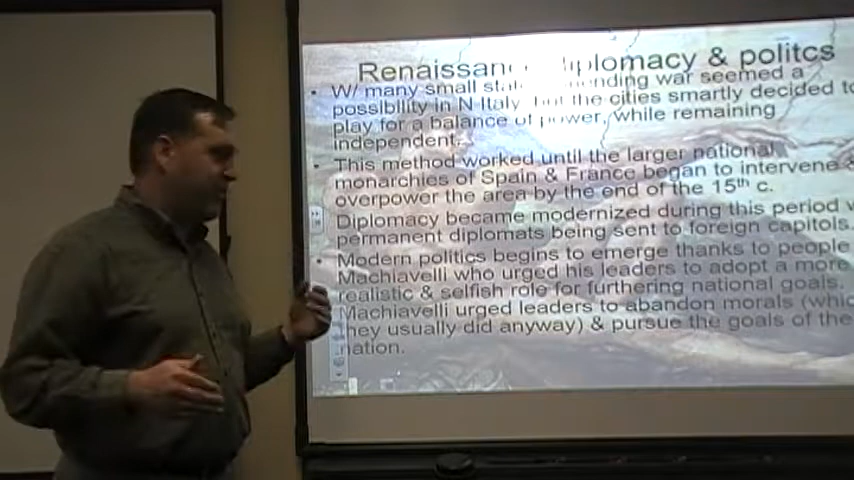 Renaissan plomacy & politcs
• W/ many small stat nding war seemed a
possibility in N Italy, but the cities smartly decided to
play for a balance of power, while remaining
independent.
• This method worked until the larger national
monarchies of Spain & France began to intervene &
overpower the area by the end of the 15th c.
Diplomacy became modernized during this period w
permanent diplomats being sent to foreign capitols.
• Modern politics begins to emerge thanks to people
Machiavelli who urged his leaders to adopt a more
realistic & selfish role for furthering national goals.
Machiavelli urged leaders to abandon morals (whic
they usually did anyway) & pursue the goals of the
nation.